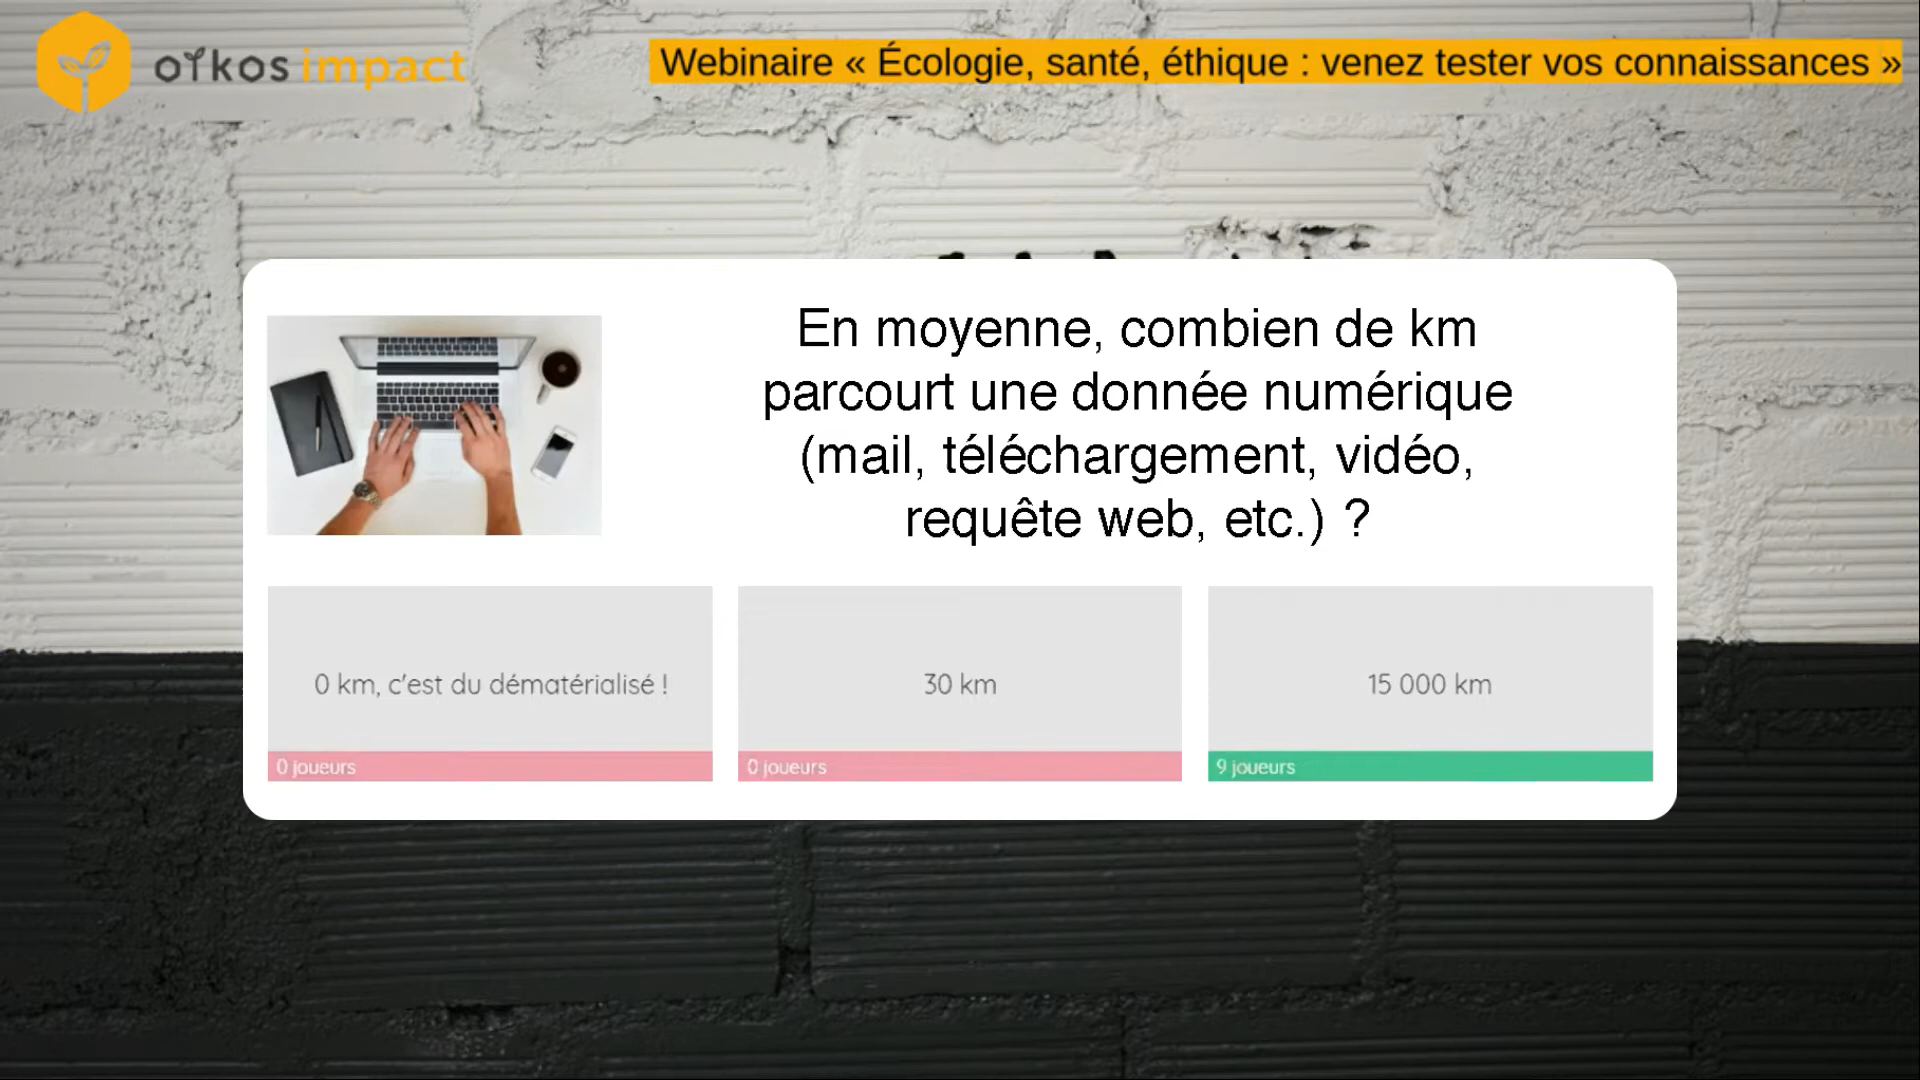 oikos impact
Webinaire « Écologie, santé, éthique : venez tester vos connaissances »
En moyenne, combien de km
parcourt une donnée numérique
(mail, téléchargement, vidéo,
requête web, etc.) ?
0 km, c'est du dématérialisé !
30 km
15 000 km
0 joueurs
0 joueurs
9 joueurs